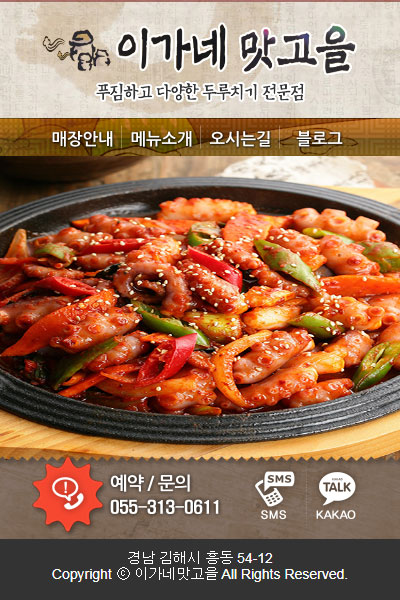 이가네 맛고을
푸짐하고 다양한 두루치기 전문점
매장안내 메뉴소개 오시는길 블로그
예약 / 문의
055-313-0611
SMS
SMS
KAKAO
TALK
KAKAO
경남 김해시 흥동 54-12
Copyright ⓒ 이가네맛고을 All Rights Reserved.